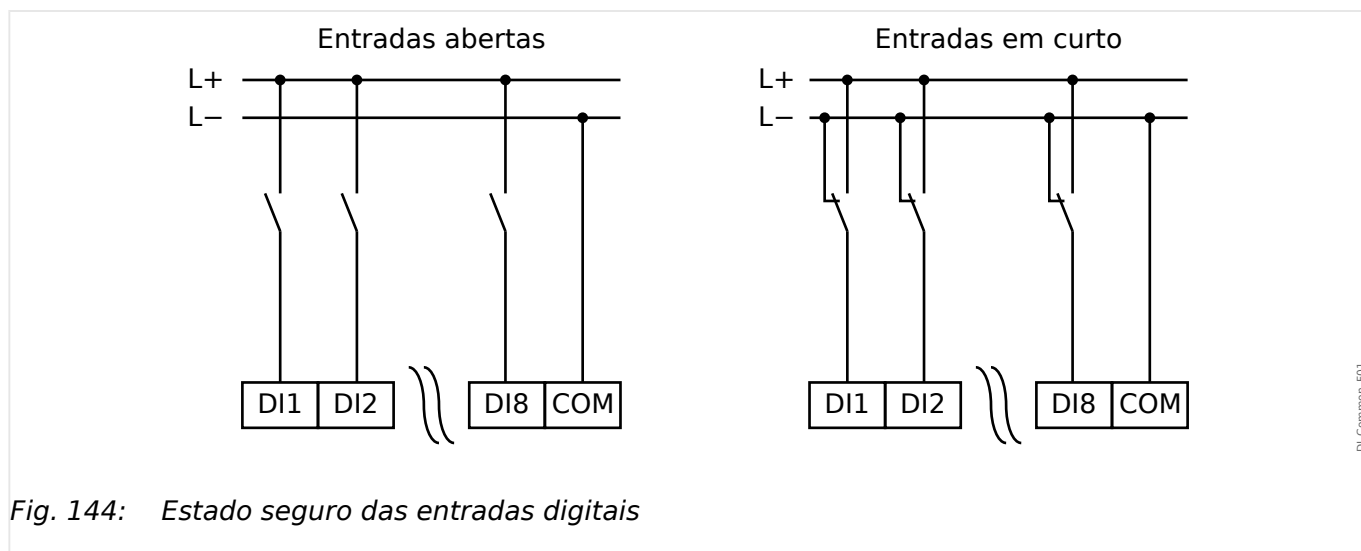 Entradas abertas
Entradas em curto
L+
L−
L+
L−
DI1 DI2 DI8 COM
DI1 DI2 DI8 COM
DI_Common_E01
Fig. 144: Estado seguro das entradas digitais